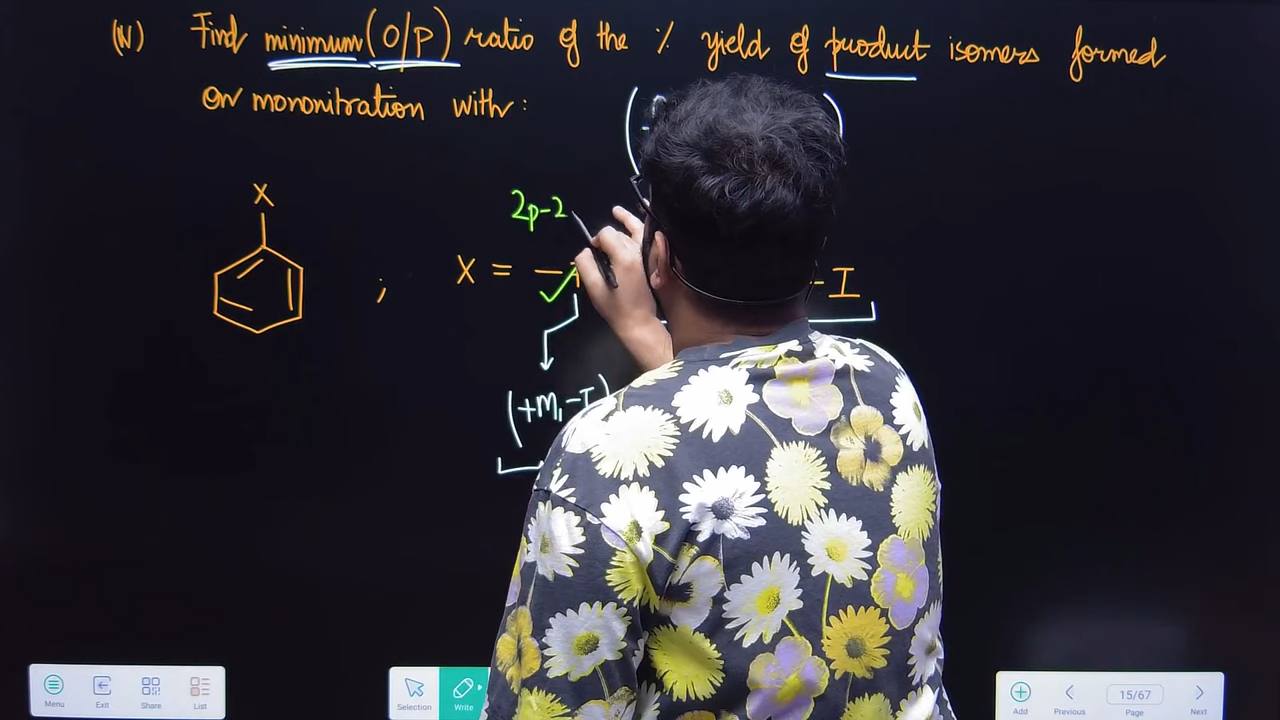 (N) Find minimum (O/P) ratio of the % yield of product isomers formed
on mononitration with:
X
2p-2
; X = -I
(+M, -I)
Menu
Exit
Share
List
Selection
Write
Add
Previous
15/67
Page
Next